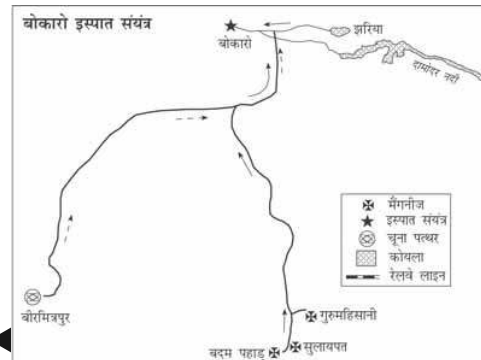 बोकारो इस्पात संयंत्र
बोकारो
झरिया
दामोदर नदी
मैंगनीज
इस्पात संयंत्र
चूना पत्थर
कोयला
रेलवे लाइन
बीरमित्रपुर
गुरुमहिसानी
सुलायपत
बदम पहाड़